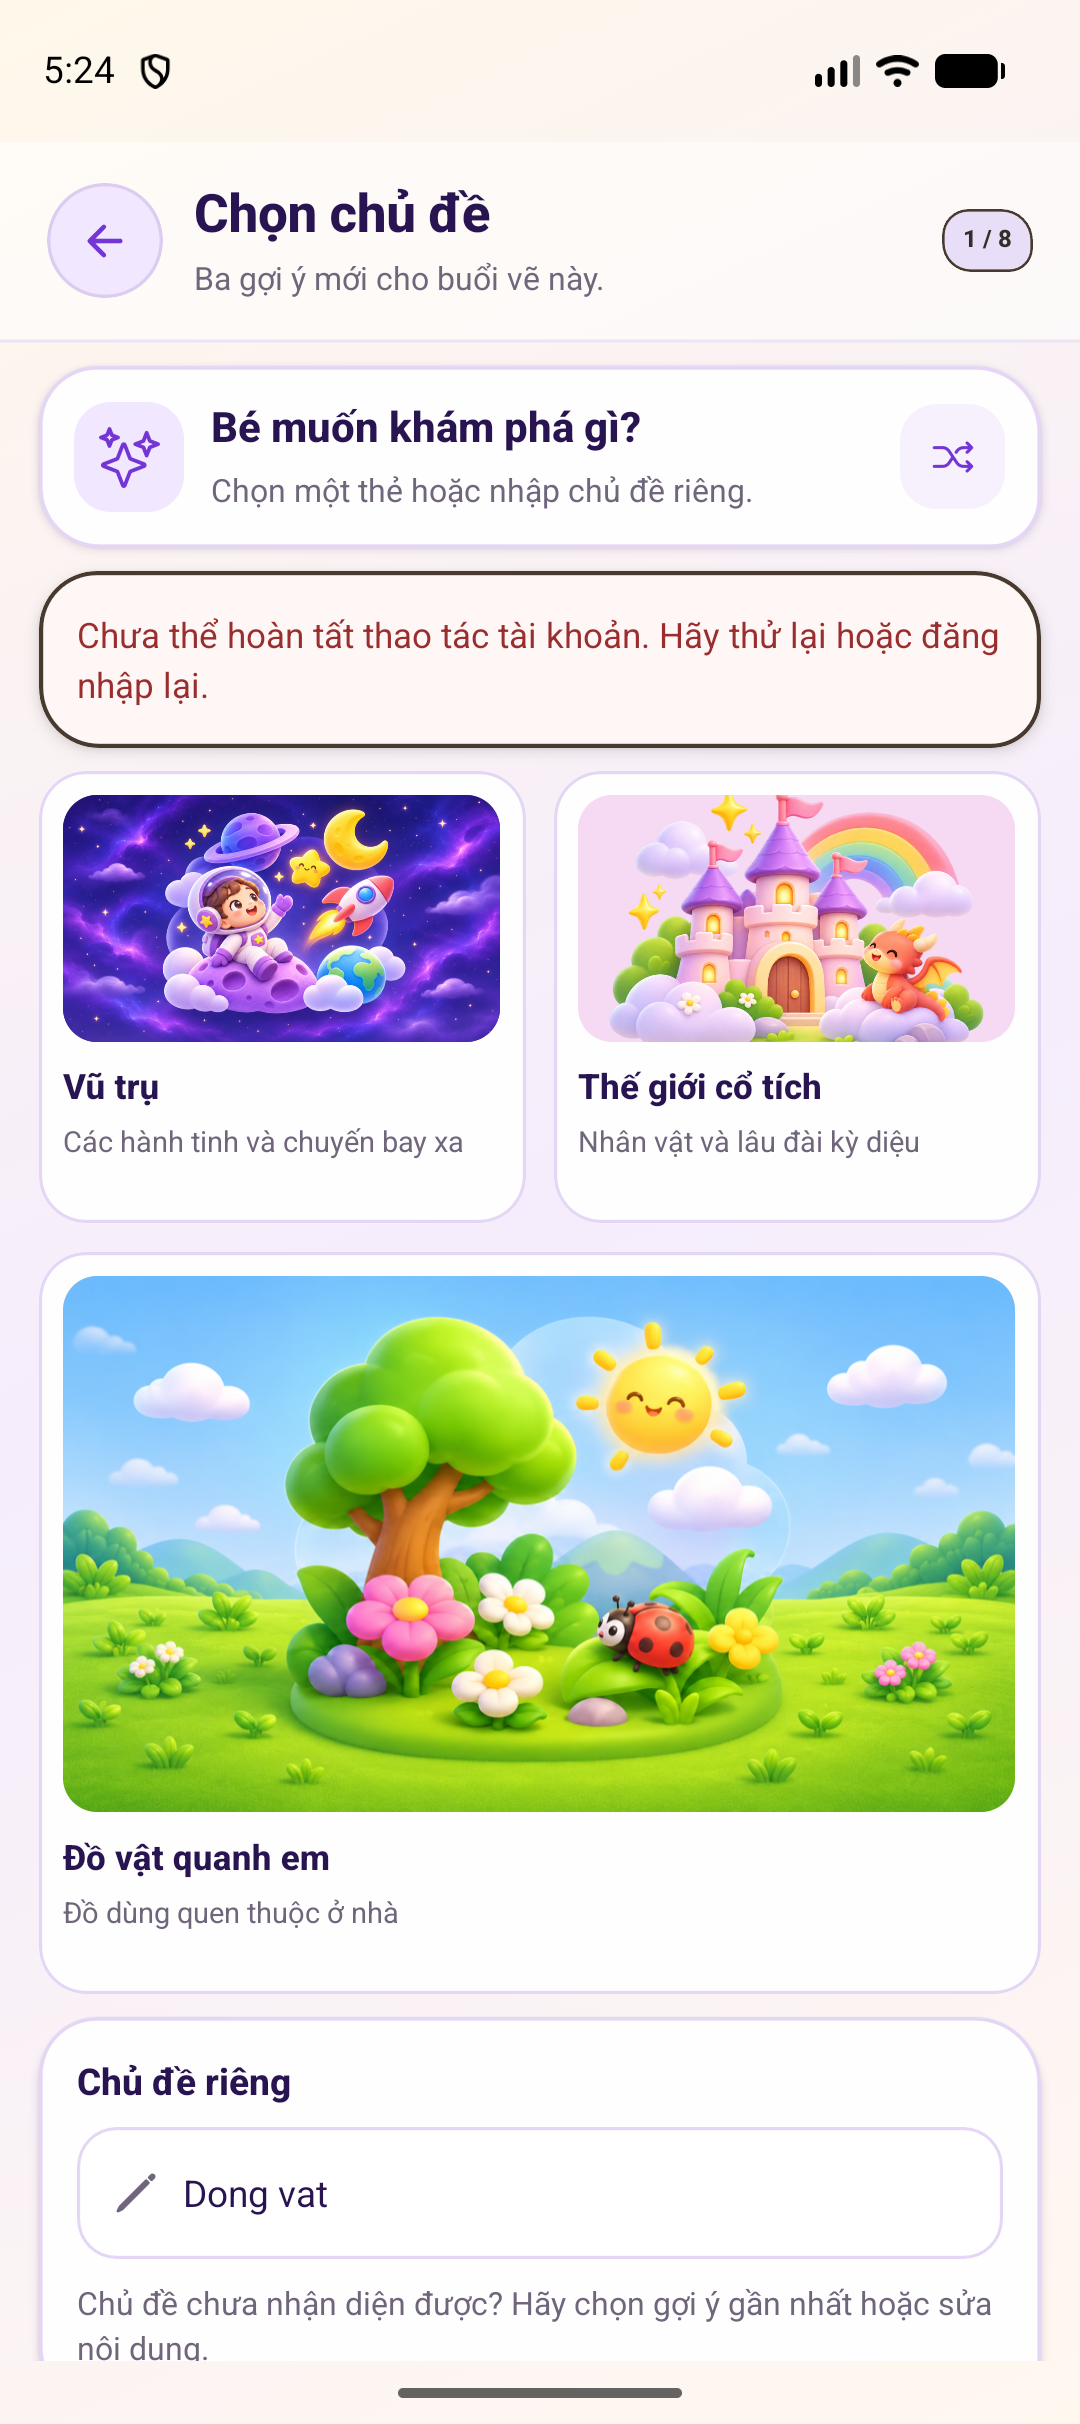 5:24
Chọn chủ đề
Ba gợi ý mới cho buổi vẽ này.
1 / 8
Bé muốn khám phá gì?
Chọn một thẻ hoặc nhập chủ đề riêng.
Chưa thể hoàn tất thao tác tài khoản. Hãy thử lại hoặc đăng
nhập lại.
Vũ trụ
Các hành tinh và chuyến bay xa
Thế giới cổ tích
Nhân vật và lâu đài kỳ diệu
Đồ vật quanh em
Đồ dùng quen thuộc ở nhà
Chủ đề riêng
Dong vat
Chủ đề chưa nhận diện được? Hãy chọn gợi ý gần nhất hoặc sửa
nội dung.